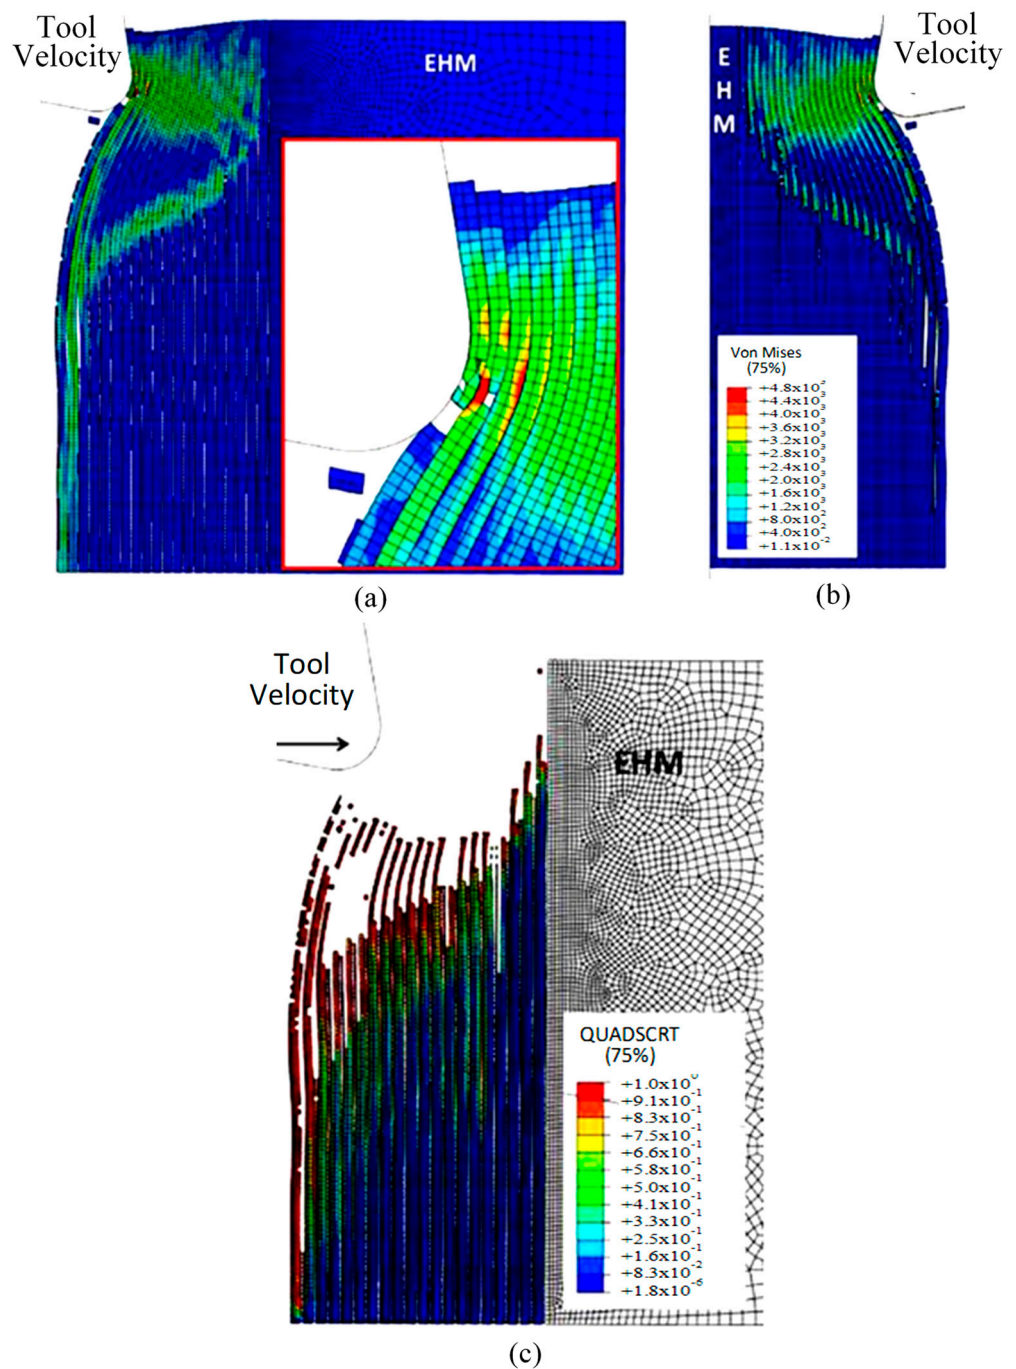 Tool
Velocity
EHM
E
H
M
Tool
Velocity
Von Mises
(75%)
+4.4x10³
+4.0x10³
+3.6x10³
+3.2x10³
+2.8x10³
+2.4x10³
+2.0x10³
+1.6x10³
+1.2x10³
+8.0x10²
+4.0x10²
+1.1x10⁻²
(a)
(b)
Tool
Velocity
EHM
QUADSCRT
(75%)
+1.0x10⁰
+9.1x10⁻¹
+8.3x10⁻¹
+7.5x10⁻¹
+6.6x10⁻¹
+5.8x10⁻¹
+5.0x10⁻¹
+4.1x10⁻¹
+3.3x10⁻¹
+2.5x10⁻¹
+1.6x10⁻¹
+8.3x10⁻²
+1.8x10⁻⁶
(c)